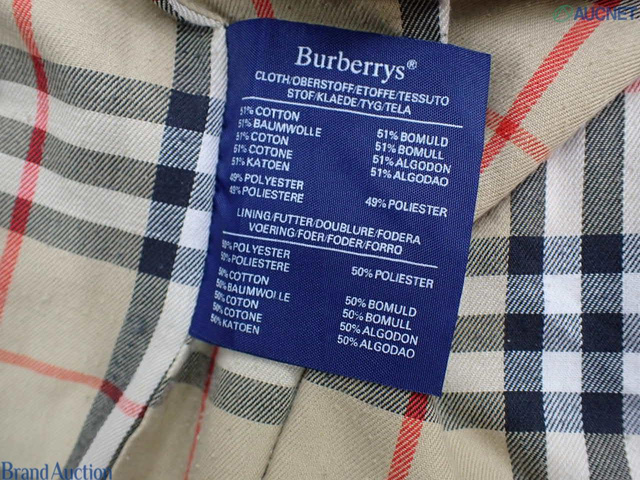 AUCNET
Burberrys®
CLOTH/OBERSTOFF/ETOFFE/TESSUTO
STOF/KLAEDE/TYG/TELA
51% COTTON
51% BAUMWOLLE
51% COTON
51% COTONE
51% KATOEN
51% BOMULD
51% BOMULL
51% ALGODON
51% ALGODAO
49% POLYESTER
49% POLIESTERE
49% POLIESTER
LINING/FUTTER/DOUBLURE/FODERA
VOERING/FOER/FODER/FORRO
50% POLYESTER
50% POLIESTERE
50% POLIESTER
50% COTTON
50% BAUMWOLLE
50% COTON
50% COTONE
50% KATOEN
50% BOMULD
50% BOMULL
50% ALGODON
50% ALGODAO
Brand Auction